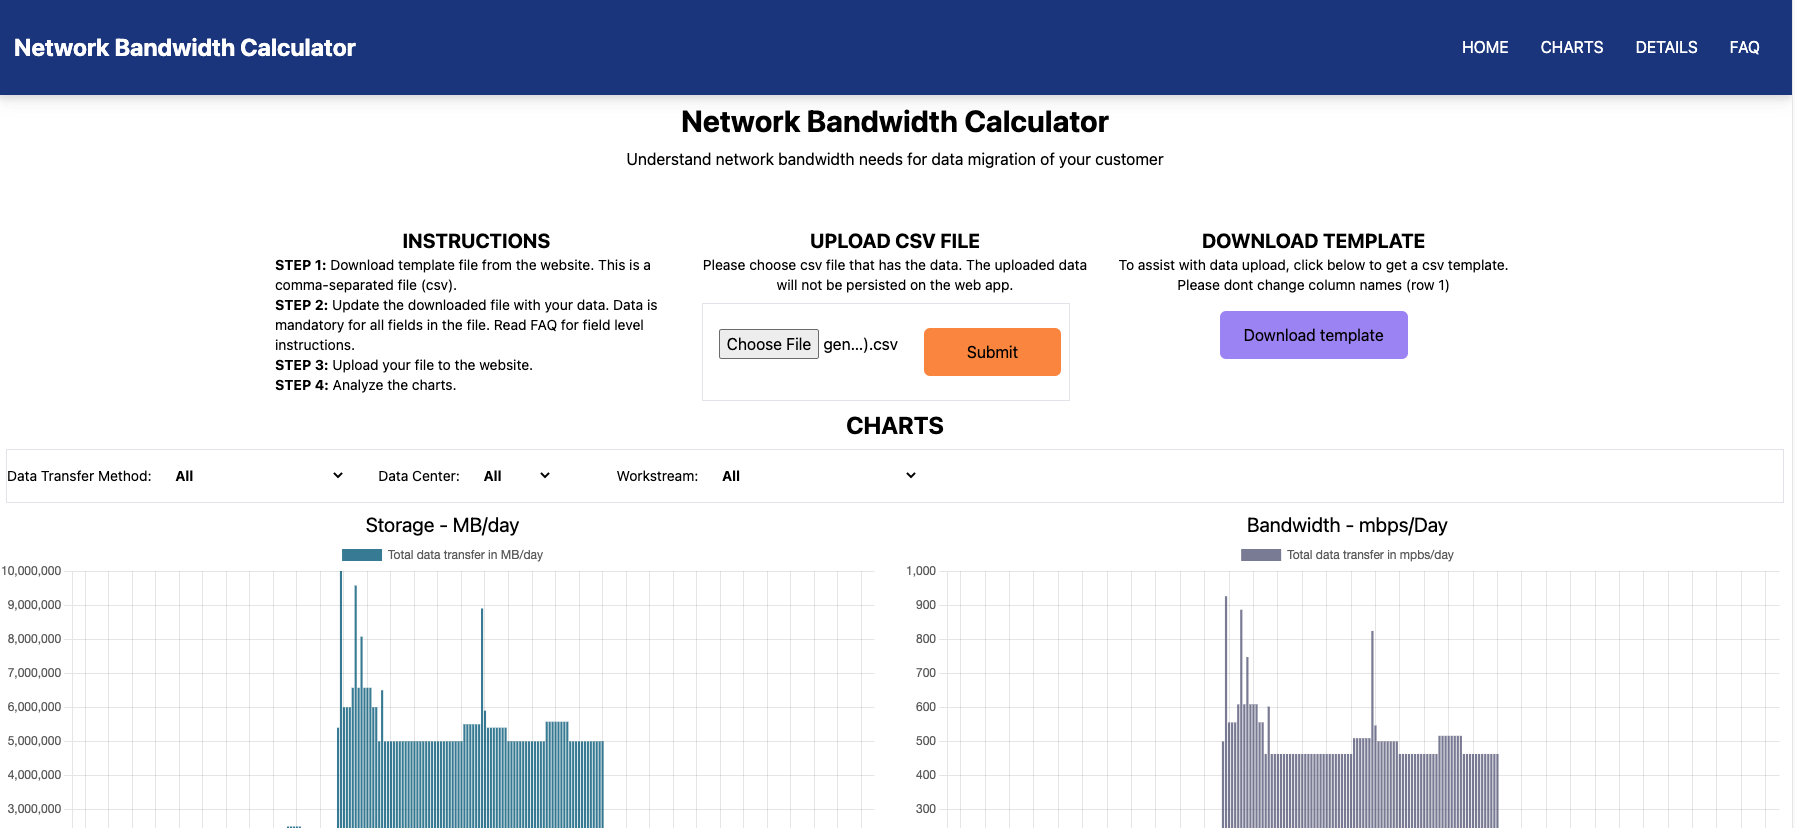 Network Bandwidth Calculator
HOME CHARTS DETAILS FAQ
Network Bandwidth Calculator
Understand network bandwidth needs for data migration of your customer
INSTRUCTIONS
STEP 1: Download template file from the website. This is a
comma-separated file (csv).
STEP 2: Update the downloaded file with your data. Data is
mandatory for all fields in the file. Read FAQ for field level
instructions.
STEP 3: Upload your file to the website.
STEP 4: Analyze the charts.
UPLOAD CSV FILE
Please choose csv file that has the data. The uploaded data
will not be persisted on the web app.
Choose File gen...).csv
Submit
DOWNLOAD TEMPLATE
To assist with data upload, click below to get a csv template.
Please dont change column names (row 1)
Download template
CHARTS
Data Transfer Method: All Data Center: All Workstream: All
Storage - MB/day
Total data transfer in MB/day
10,000,000
9,000,000
8,000,000
7,000,000
6,000,000
5,000,000
4,000,000
3,000,000
Bandwidth - mbps/Day
Total data transfer in mpbs/day
1,000
900
800
700
600
500
400
300